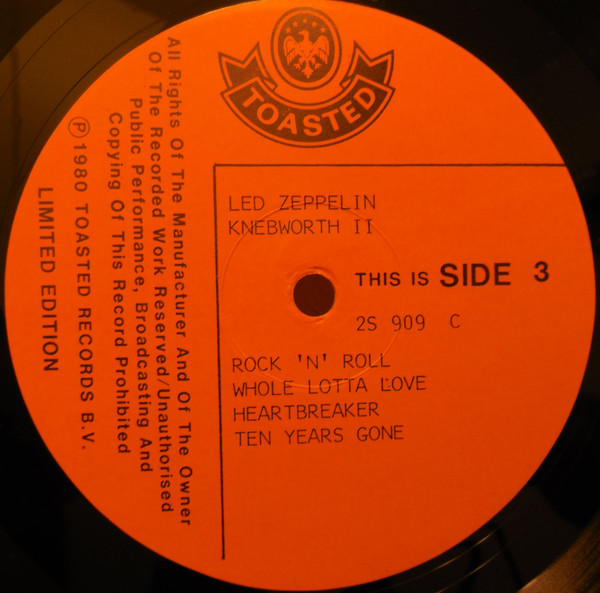 TOASTED
LED ZEPPELIN
KNEBWORTH II
THIS IS SIDE 3
2S 909 C
ROCK 'N' ROLL
WHOLE LOTTA LOVE
HEARTBREAKER
TEN YEARS GONE
All Rights Of The Manufacturer And Of The Owner
Of The Recorded Work Reserved/Unauthorised
Public Performance, Broadcasting And
Copying Of This Record Prohibited
Ⓟ 1980 TOASTED RECORDS B.V.
LIMITED EDITION